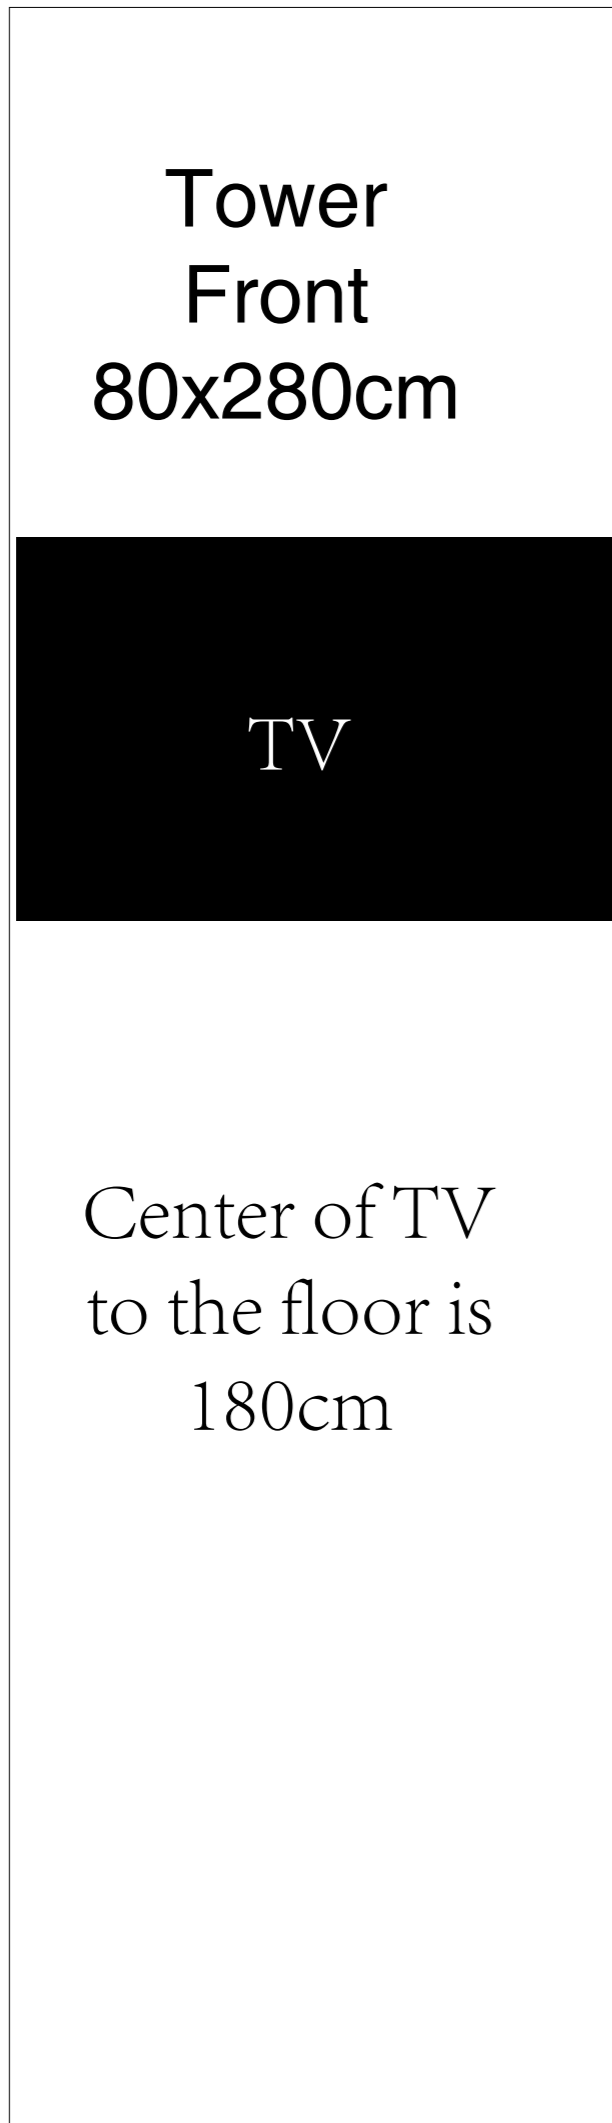 Tower
Front
80x280cm
TV
Center of TV
to the floor is
180cm